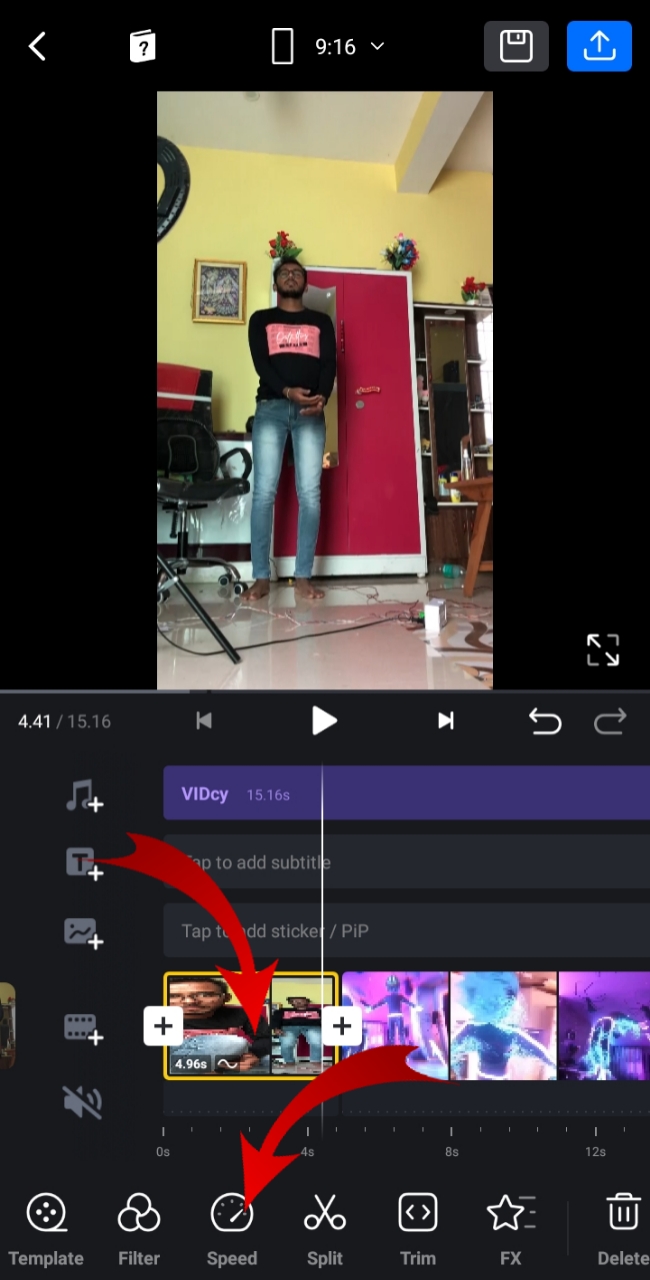 ?
9:16
4.41 / 15.16
VIDcy 15.16s
Tap to add subtitle
Tap to add sticker / PiP
4.96s
0s 4s 8s 12s
Template Filter Speed Split Trim FX Delete